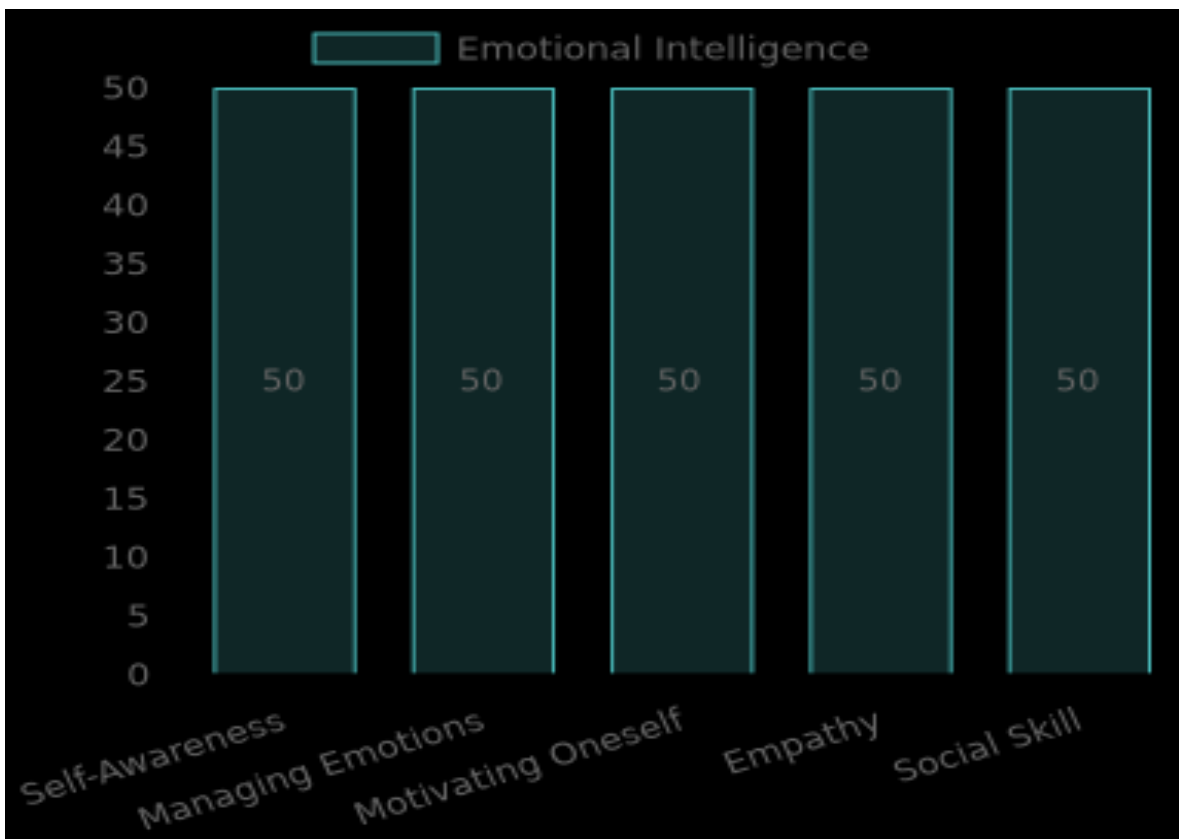 Emotional Intelligence
50
45
40
35
30
25
20
15
10
5
0
50 50 50 50 50
Self-Awareness
Managing Emotions
Motivating Oneself
Empathy
Social Skill